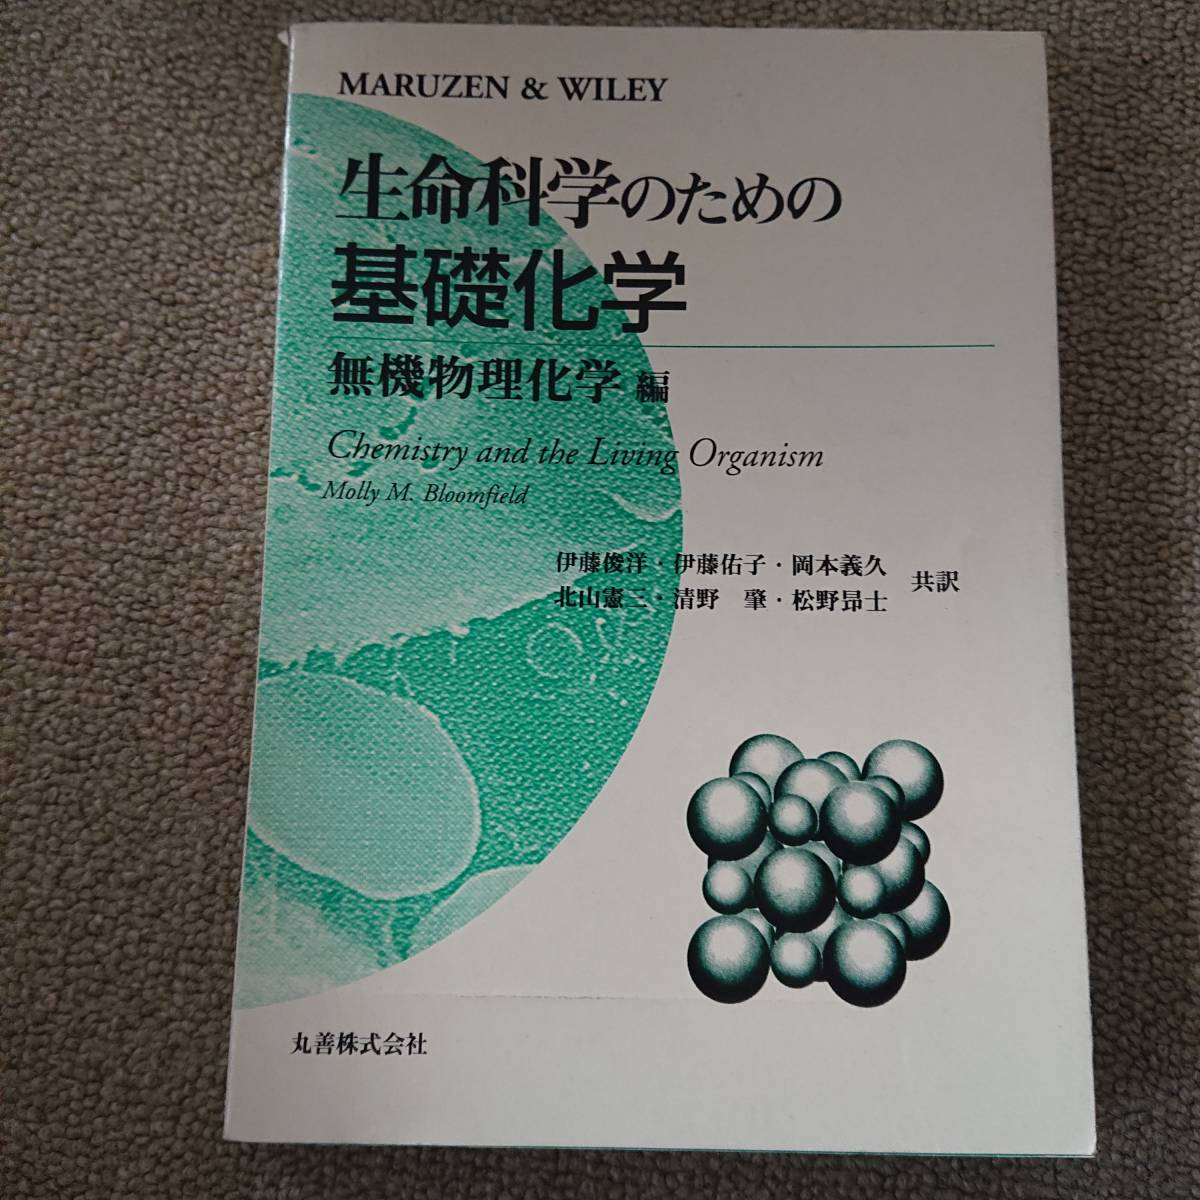 MARUZEN & WILEY
生命科学のための
基礎化学
無機物理化学 編
Chemistry and the Living Organism
Molly M. Bloomfield
伊藤俊洋・伊藤佑子・岡本義久
北山憲三・清野 肇・松野昻士 共訳
丸善株式会社